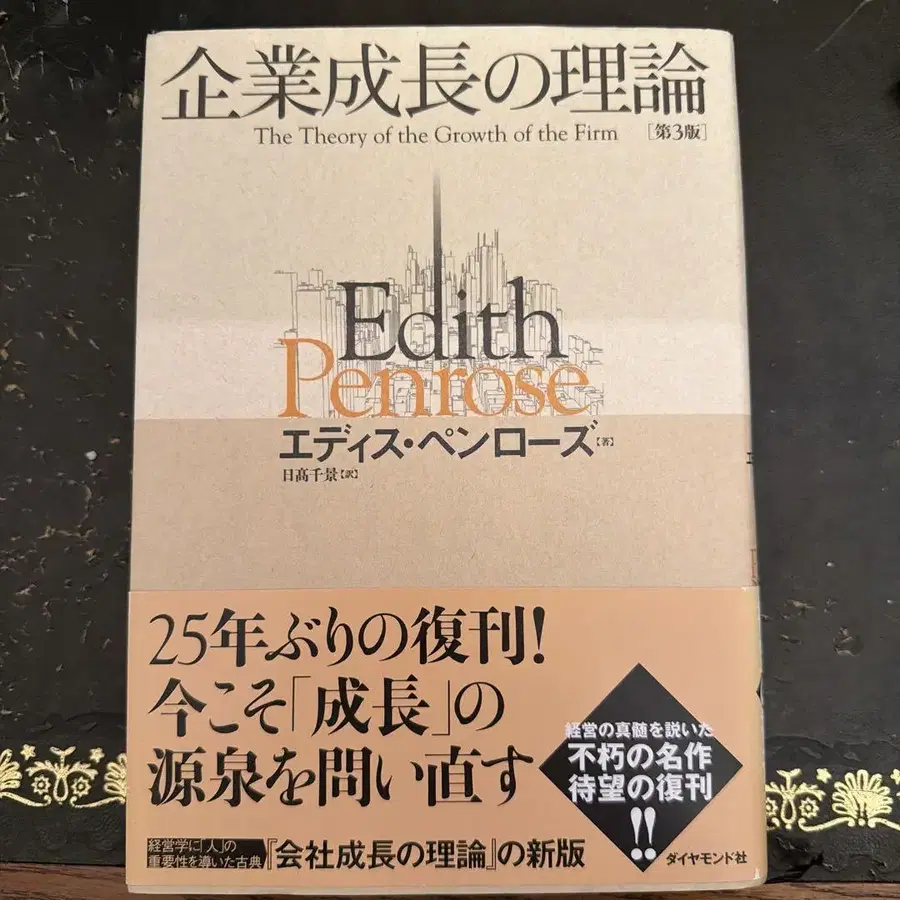 企業成長の理論
The Theory of the Growth of the Firm [第3版]
Edith
Penrose
エディス・ペンローズ【著】
日髙千景【訳】
25年ぶりの復刊!
今こそ「成長」の
源泉を問い直す
経営の真髄を説いた
不朽の名作
待望の復刊
!!
経営学に「人」の
重要性を導いた古典
『会社成長の理論』の新版
ダイヤモンド社